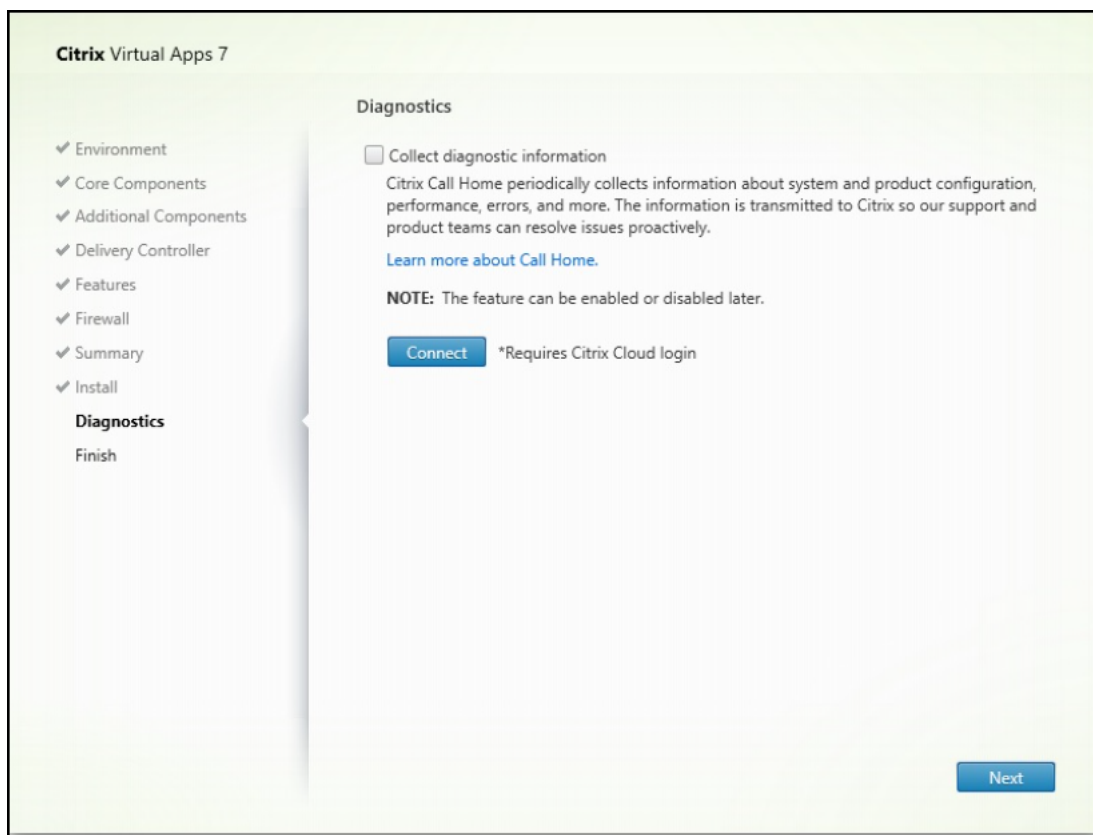 Citrix Virtual Apps 7
Environment
Core Components
Additional Components
Delivery Controller
Features
Firewall
Summary
Install
Diagnostics
Finish
Diagnostics
Collect diagnostic information
Citrix Call Home periodically collects information about system and product configuration,
performance, errors, and more. The information is transmitted to Citrix so our support and
product teams can resolve issues proactively.
Learn more about Call Home.
NOTE: The feature can be enabled or disabled later.
Connect *Requires Citrix Cloud login
Next